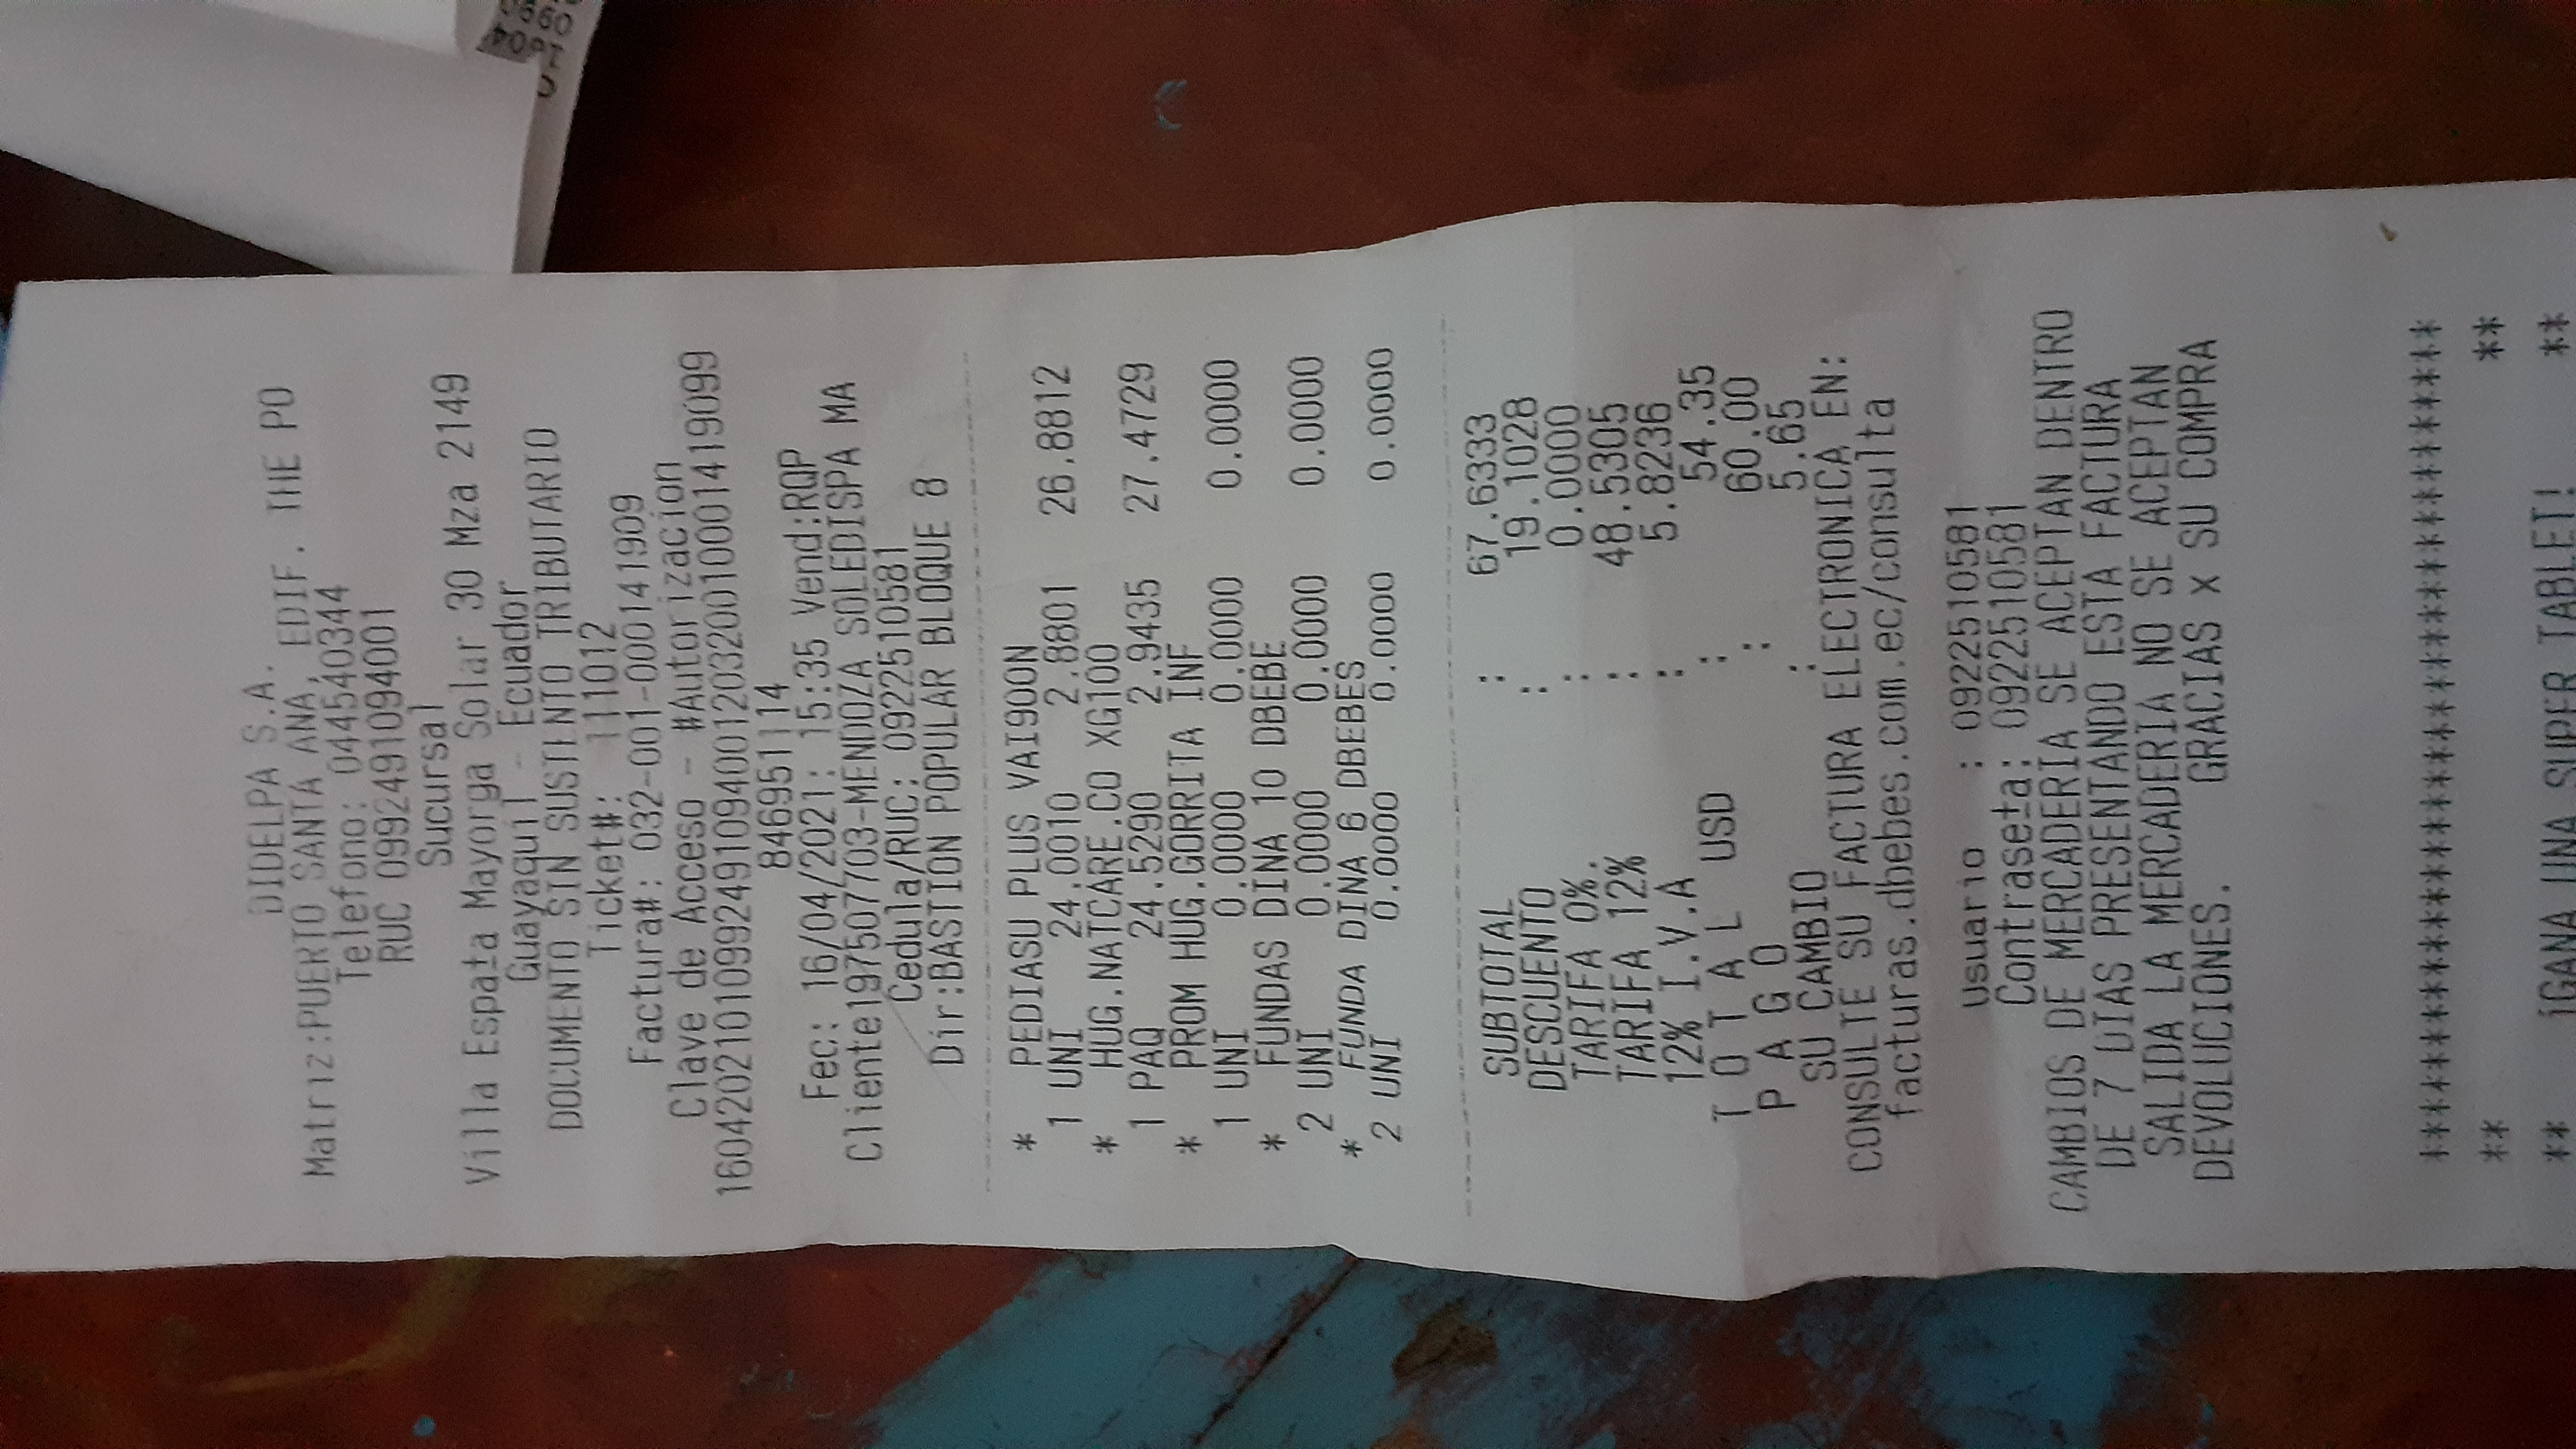 DIDELPA S.A.
Matriz:PUERTO SANTA ANA, EDIF. THE PO
Telefono: 044540344
RUC 0992491094001
Sucursal
Villa Espa±a Mayorga Solar 30 Mza 2149
Guayaquil - Ecuador
DOCUMENTO SIN SUSTENTO TRIBUTARIO
Ticket#: 111012
Factura#: 032-001-000141909
Clave de Acceso - #Autorizacion
1604202101099249109400120320010001419099
846951114
Fec: 16/04/2021: 15:35 Vend:RQP
Cliente197507703-MENDOZA SOLEDISPA MA
Cedula/RUC: 0922510581
Dir:BASTION POPULAR BLOQUE 8
* PEDIASU PLUS VAI900N
1 UNI 24.0010 2.8801 26.8812
* HUG.NATCARE.CO XG100
1 PAQ 24.5290 2.9435 27.4729
* PROM HUG.GORRITA INF
1 UNI 0.0000 0.0000 0.0000
* FUNDAS DINA 10 DBEBE
2 UNI 0.0000 0.0000 0.0000
* FUNDA DINA 6 DBEBES
2 UNI 0.0000 0.0000 0.0000
SUBTOTAL : 67.6333
DESCUENTO : 19.1028
TARIFA 0%. : 0.0000
TARIFA 12% : 48.5305
12% I.V.A : 5.8236
T O T A L USD : 54.35
P A G O : 60.00
SU CAMBIO : 5.65
CONSULTE SU FACTURA ELECTRONICA EN:
facturas.dbebes.com.ec/consulta
Usuario : 0922510581
Contrase±a: 0922510581
CAMBIOS DE MERCADERIA SE ACEPTAN DENTRO
DE 7 DIAS PRESENTANDO ESTA FACTURA
SALIDA LA MERCADERIA NO SE ACEPTAN
DEVOLUCIONES. GRACIAS x SU COMPRA
*************************************
** **
** ¡GANA UNA SUPER TABLET! **